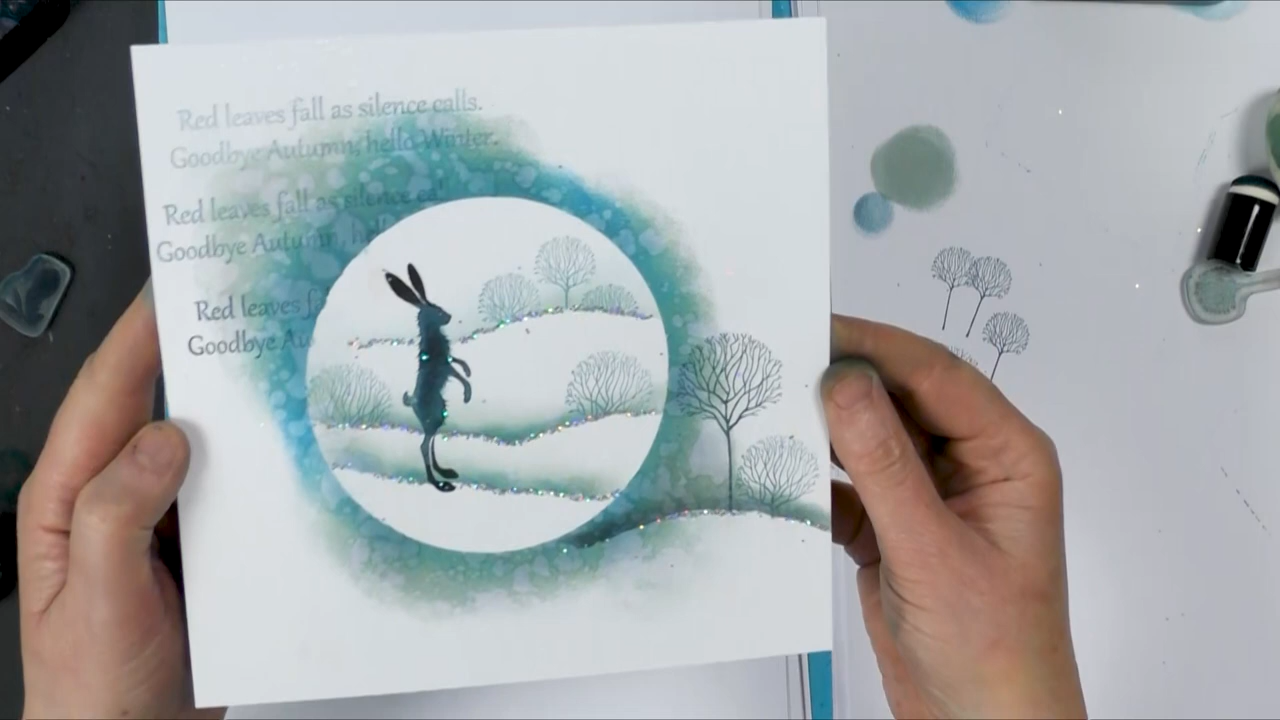 Red leaves fall as silence calls.
Goodbye Autumn, hello Winter.
Red leaves fall as silence
Goodbye Autumn,
Red leaves
Goodbye